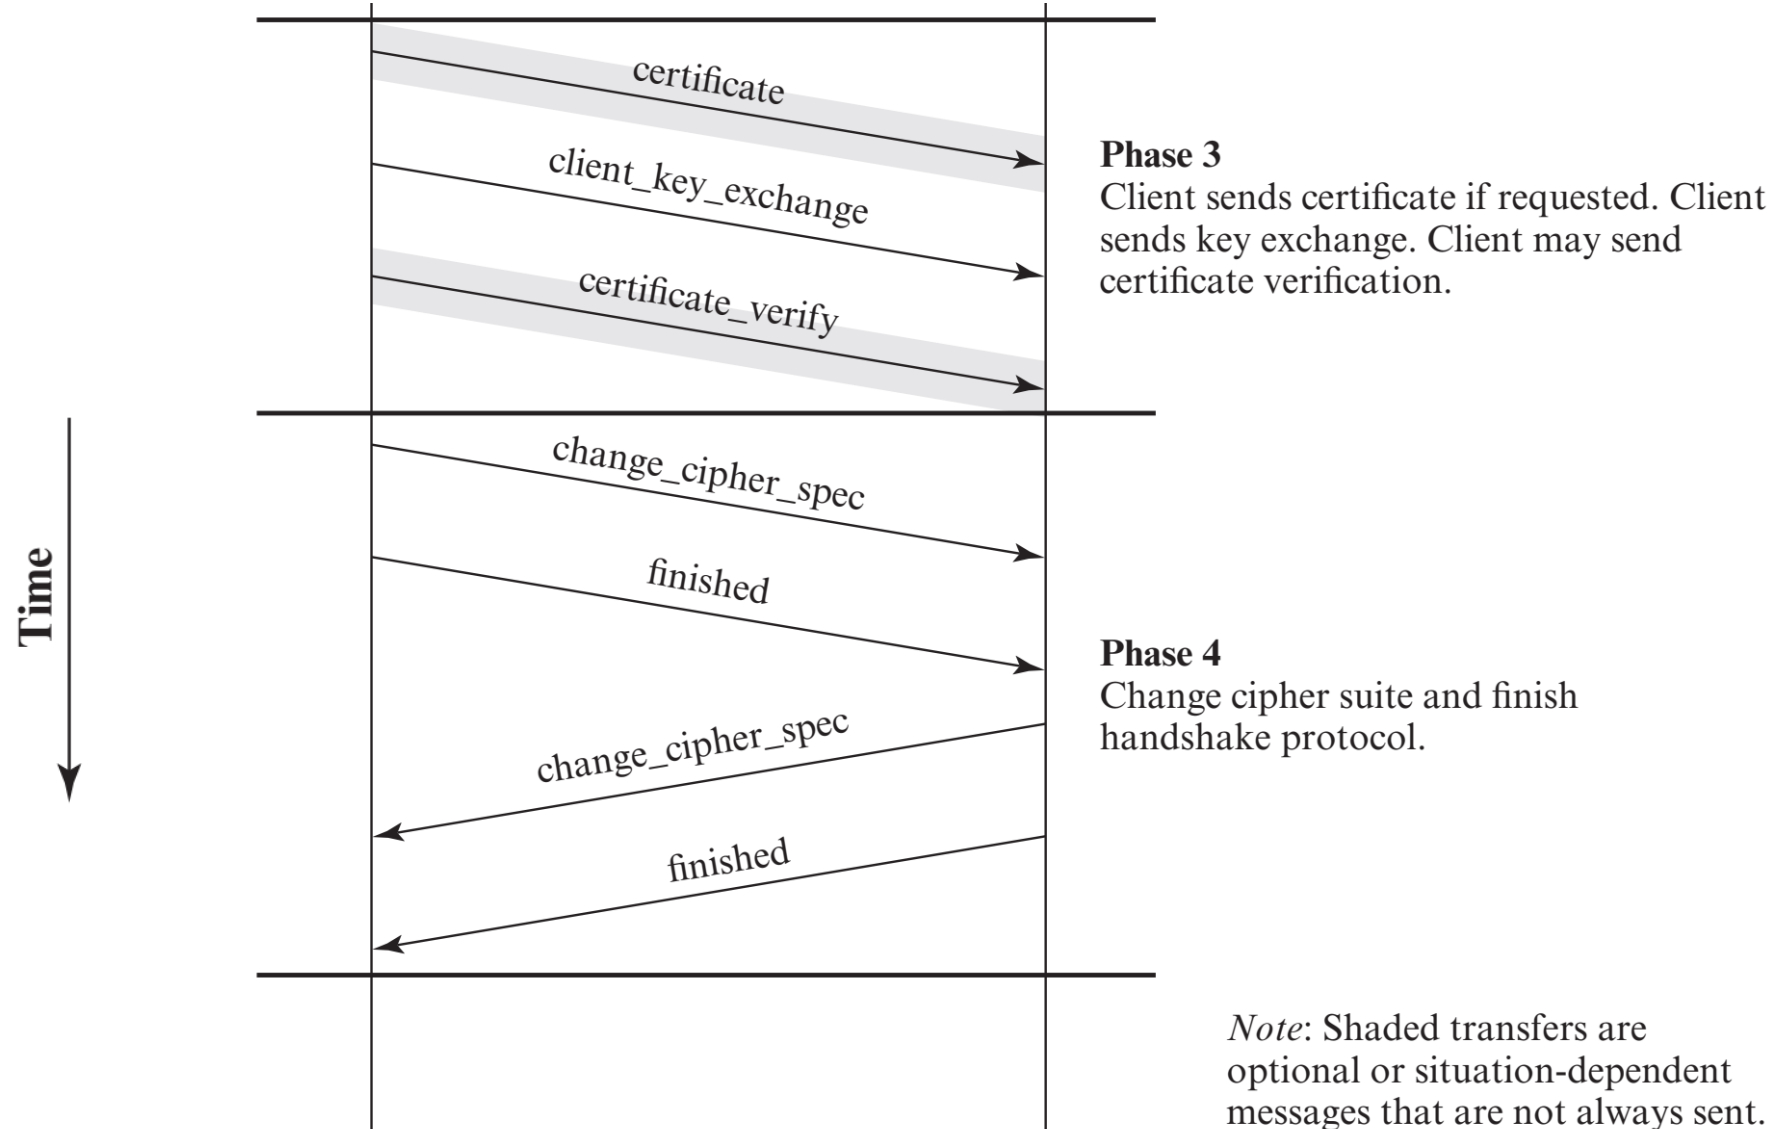 certificate
client_key_exchange
certificate_verify
Phase 3
Client sends certificate if requested. Client
sends key exchange. Client may send
certificate verification.
Time
change_cipher_spec
finished
change_cipher_spec
finished
Phase 4
Change cipher suite and finish
handshake protocol.
Note: Shaded transfers are
optional or situation-dependent
messages that are not always sent.